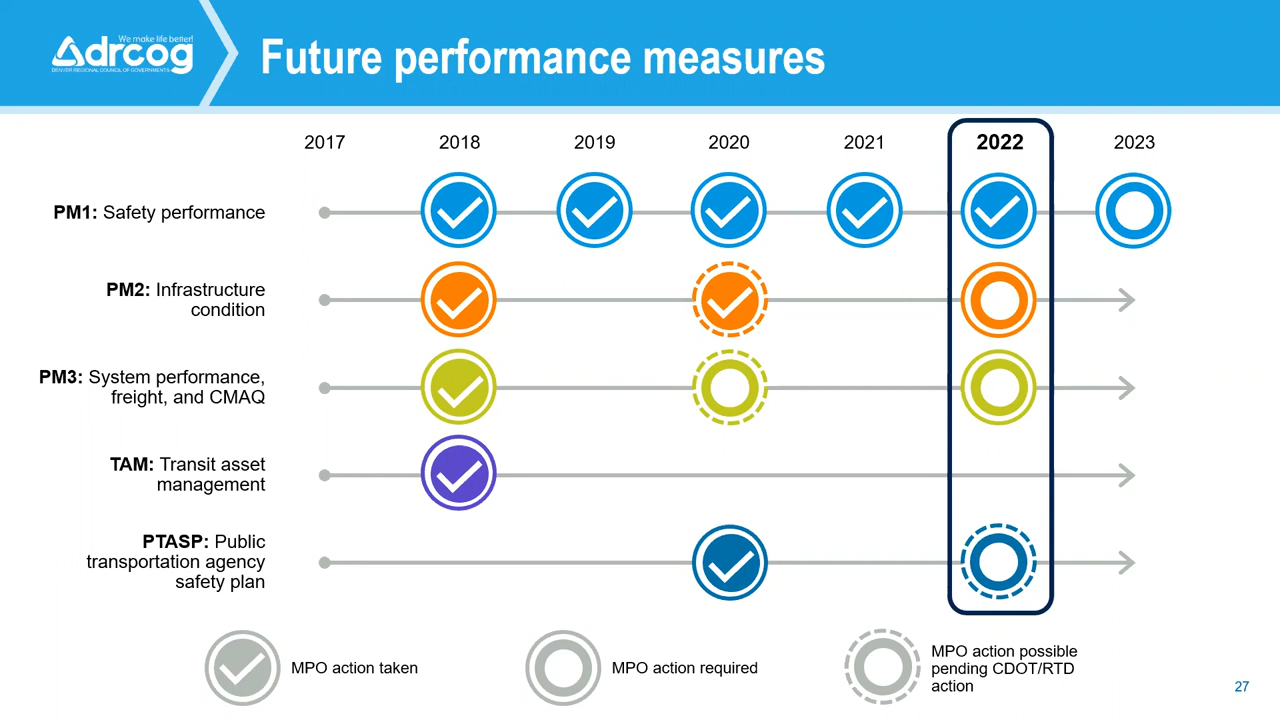 We make life better!
drcog
DENVER REGIONAL COUNCIL OF GOVERNMENTS
Future performance measures
2017 2018 2019 2020 2021 2022 2023
PM1: Safety performance
PM2: Infrastructure
condition
PM3: System performance,
freight, and CMAQ
TAM: Transit asset
management
PTASP: Public
transportation agency
safety plan
MPO action taken
MPO action required
MPO action possible
pending CDOT/RTD
action
27